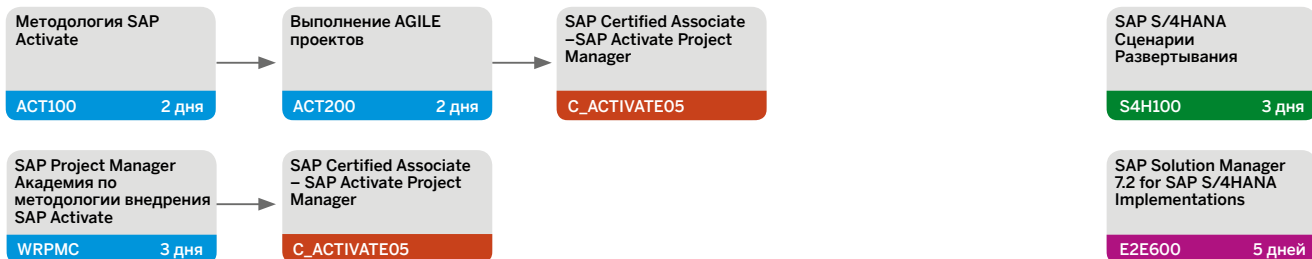 Методология SAP
Activate
ACT100 2 дня
Выполнение AGILE
проектов
ACT200 2 дня
SAP Certified Associate
–SAP Activate Project
Manager
C_ACTIVATE05
SAP S/4HANA
Сценарии
Развертывания
S4H100 3 дня
SAP Project Manager
Академия по
методологии внедрения
SAP Activate
WRPMC 3 дня
SAP Certified Associate
– SAP Activate Project
Manager
C_ACTIVATE05
SAP Solution Manager
7.2 for SAP S/4HANA
Implementations
E2E600 5 дней